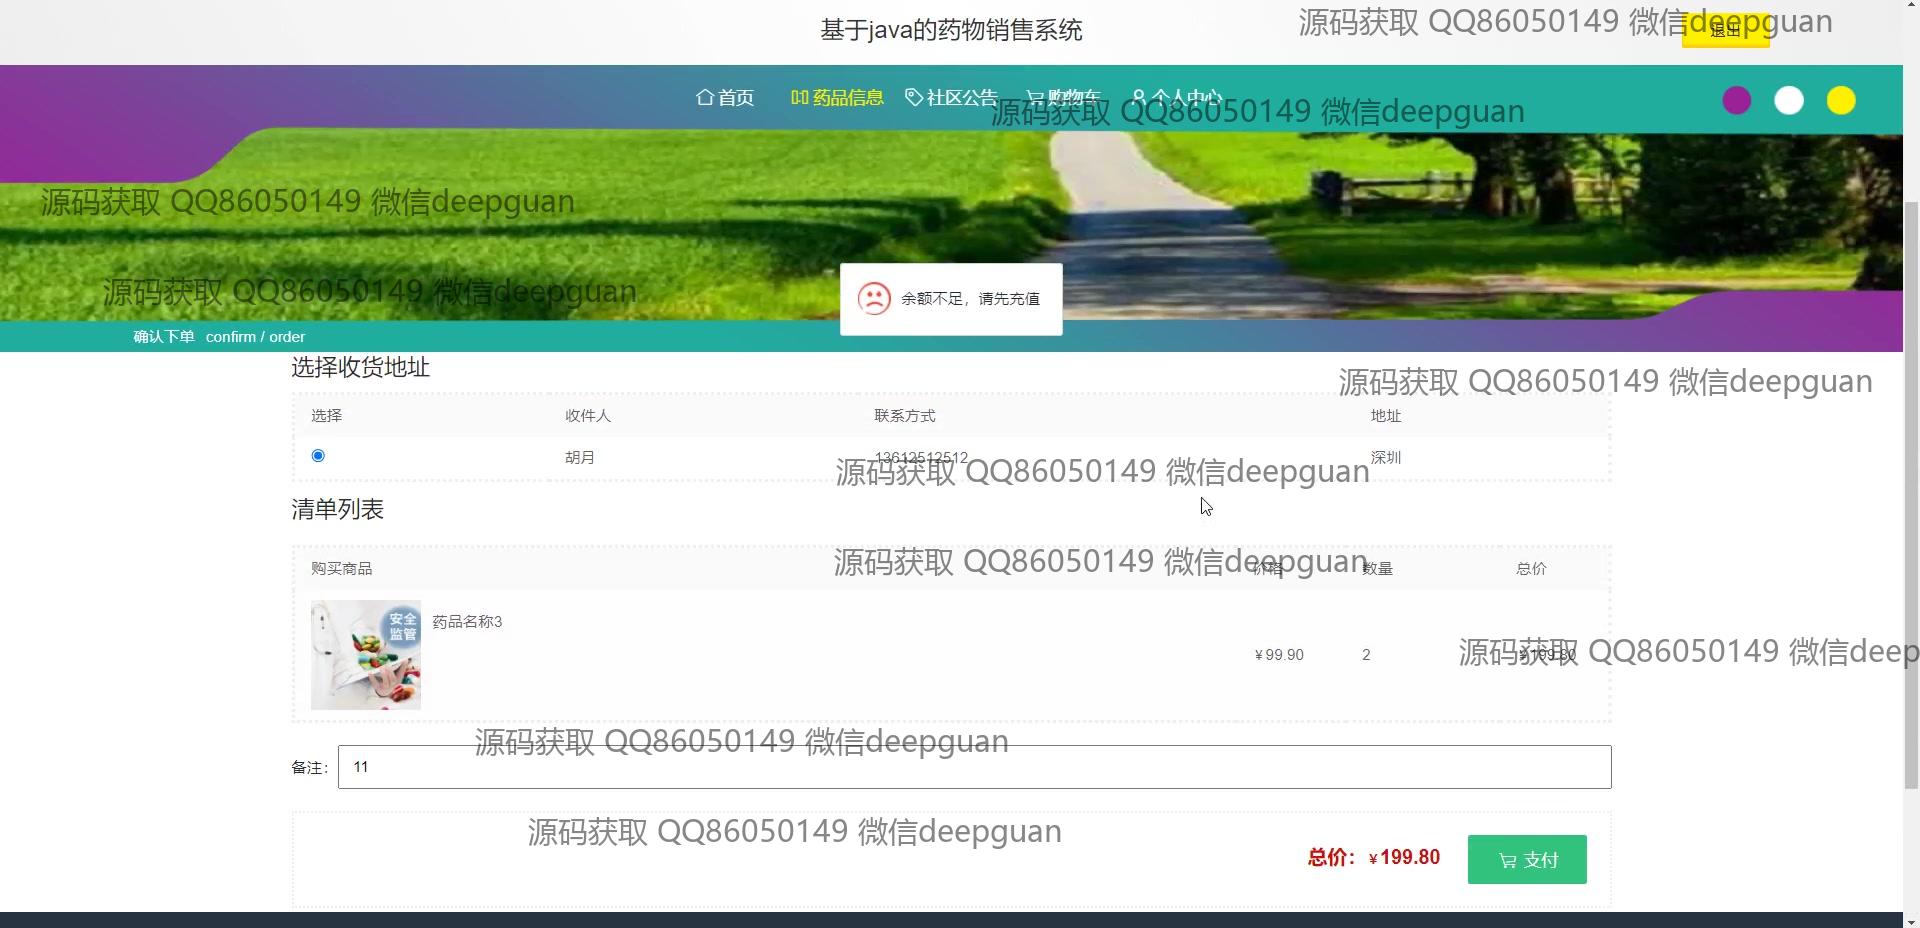 基于java的药物销售系统
退出
源码获取 QQ86050149 微信deepguan
首页 药品信息 社区公告 购物车 个人中心
源码获取 QQ86050149 微信deepguan
源码获取 QQ86050149 微信deepguan
源码获取 QQ86050149 微信deepguan
余额不足，请先充值
确认下单 confirm / order
选择收货地址
源码获取 QQ86050149 微信deepguan
选择 收件人 联系方式 地址
胡月 13612512512 深圳
源码获取 QQ86050149 微信deepguan
清单列表
源码获取 QQ86050149 微信deepguan
购买商品 价格 数量 总价
安全
监管
药品名称3
¥99.90 2 ¥199.80
源码获取 QQ86050149 微信deep
源码获取 QQ86050149 微信deepguan
备注： 11
源码获取 QQ86050149 微信deepguan
总价：¥199.80 支付